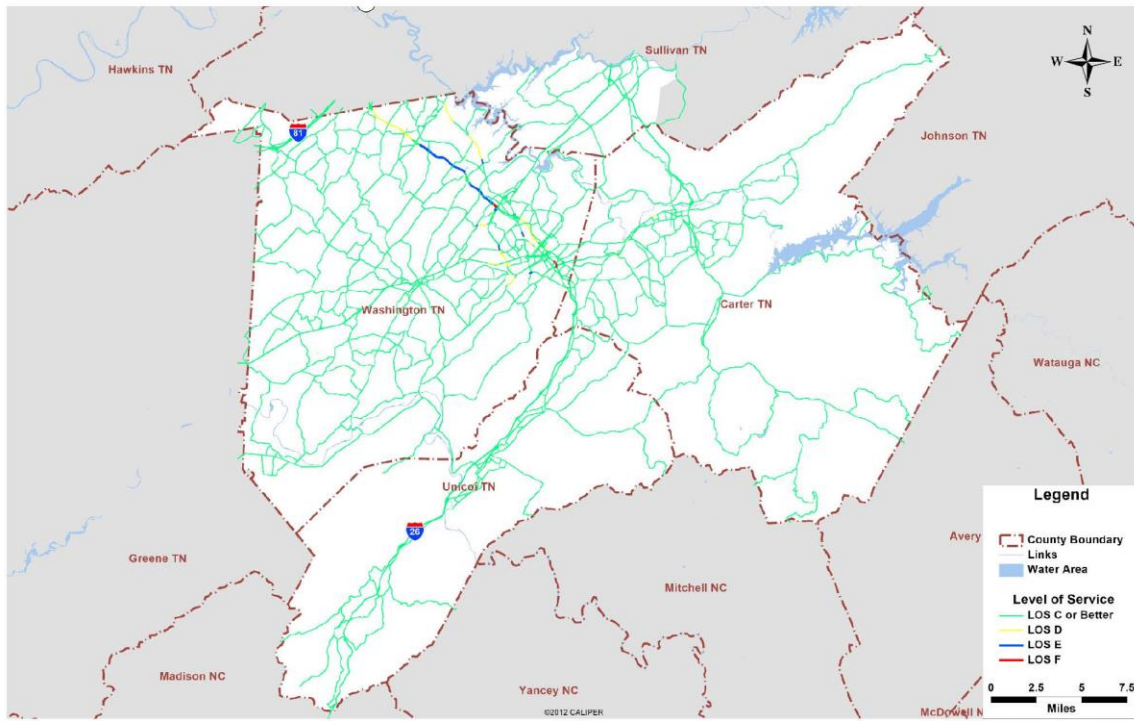 Sullivan TN
Hawkins TN
N
W E
S
81
Johnson TN
Washington TN
Carter TN
Watauga NC
Unicoi TN
26
Greene TN
Mitchell NC
Avery
Madison NC
Yancey NC
McDowell N
©2012 CALIPER
Legend
County Boundary
Links
Water Area
Level of Service
LOS C or Better
LOS D
LOS E
LOS F
0 2.5 5 7.5
Miles